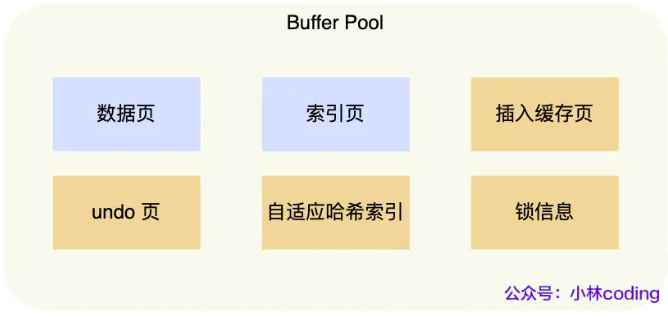 Buffer Pool
数据页
索引页
插入缓存页
undo 页
自适应哈希索引
锁信息
公众号：小林coding